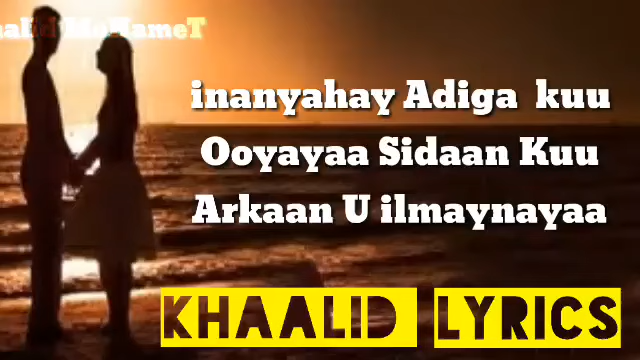 inanyahay Adiga kuu
Ooyayaa Sidaan Kuu
Arkaan U ilmaynayaa
KHAALID LYRICS